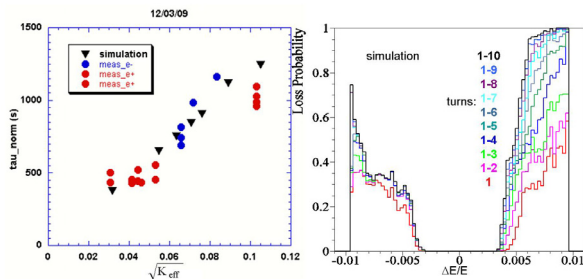 12/03/09
simulation
meas_e-
meas_e+
meas_e+
tau_norm (s)
1500
1000
500
0
0 0.02 0.04 0.06 0.08 0.1 0.12
√K eff
Loss Probability
1
0.8
0.6
0.4
0.2
0
simulation
turns:
1-10
1-9
1-8
1-7
1-6
1-5
1-4
1-3
1-2
1
-0.01 -0.005 0 0.005 0.01
ΔE/E